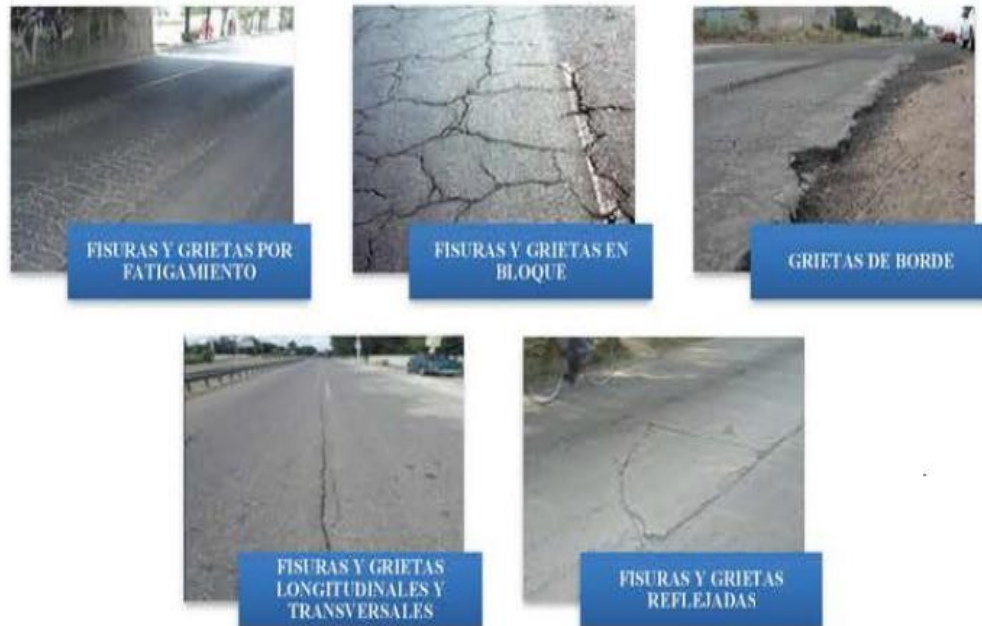 FISURAS Y GRIETAS POR
FATIGAMIENTO
FISURAS Y GRIETAS EN
BLOQUE
GRIETAS DE BORDE
FISURAS Y GRIETAS
LONGITUDINALES Y
TRANSVERSALES
FISURAS Y GRIETAS
REFLEJADAS